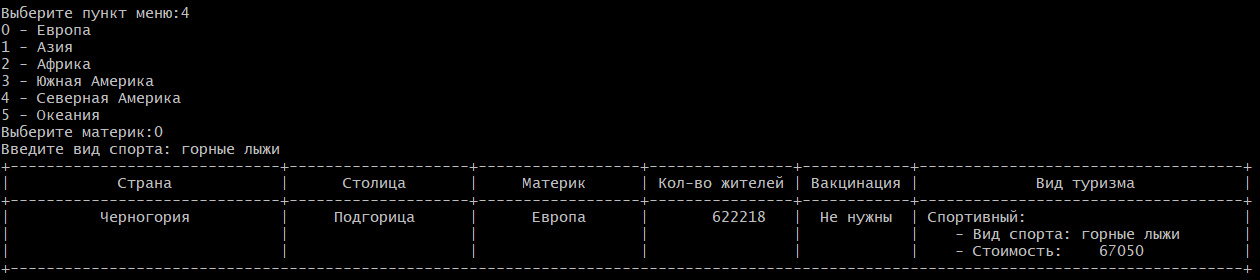 Выберите пункт меню:4
0 - Европа
1 - Азия
2 - Африка
3 - Южная Америка
4 - Северная Америка
5 - Океания
Выберите материк:0
Введите вид спорта: горные лыжи
+------------------------------+--------------------+------------------+----------------+------------+------------------------------------+
| Страна | Столица | Материк | Кол-во жителей | Вакцинация | Вид туризма |
+------------------------------+--------------------+------------------+----------------+------------+------------------------------------+
| Черногория | Подгорица | Европа | 622218 | Не нужны | Спортивный: |
| | | | | | - Вид спорта: горные лыжи |
| | | | | | - Стоимость: 67050 |
+------------------------------------------------------------------------------------------------------------------------------------------+